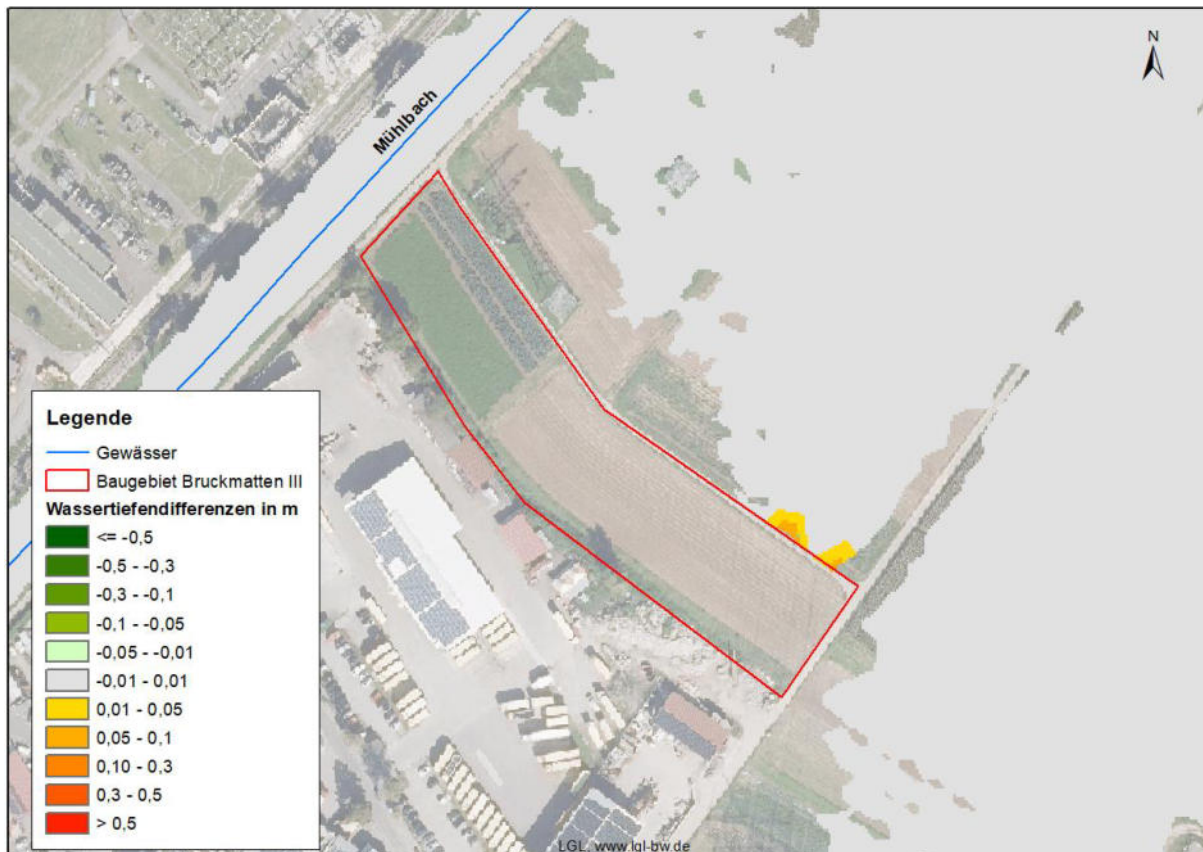 N
Mühlbach
Legende
Gewässer
Baugebiet Bruckmatten III
Wassertiefendifferenzen in m
<= -0,5
-0,5 - -0,3
-0,3 - -0,1
-0,1 - -0,05
-0,05 - -0,01
-0,01 - 0,01
0,01 - 0,05
0,05 - 0,1
0,10 - 0,3
0,3 - 0,5
> 0,5
LGL, www.lgl-bw.de